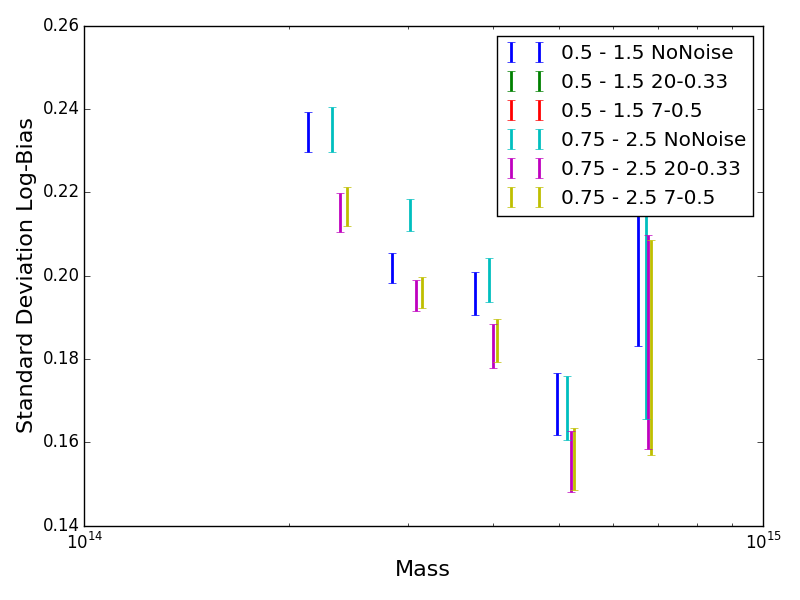 0.26
0.24
0.22
0.20
0.18
0.16
0.14
Standard Deviation Log-Bias
10^14
10^15
Mass
0.5 - 1.5 NoNoise
0.5 - 1.5 20-0.33
0.5 - 1.5 7-0.5
0.75 - 2.5 NoNoise
0.75 - 2.5 20-0.33
0.75 - 2.5 7-0.5